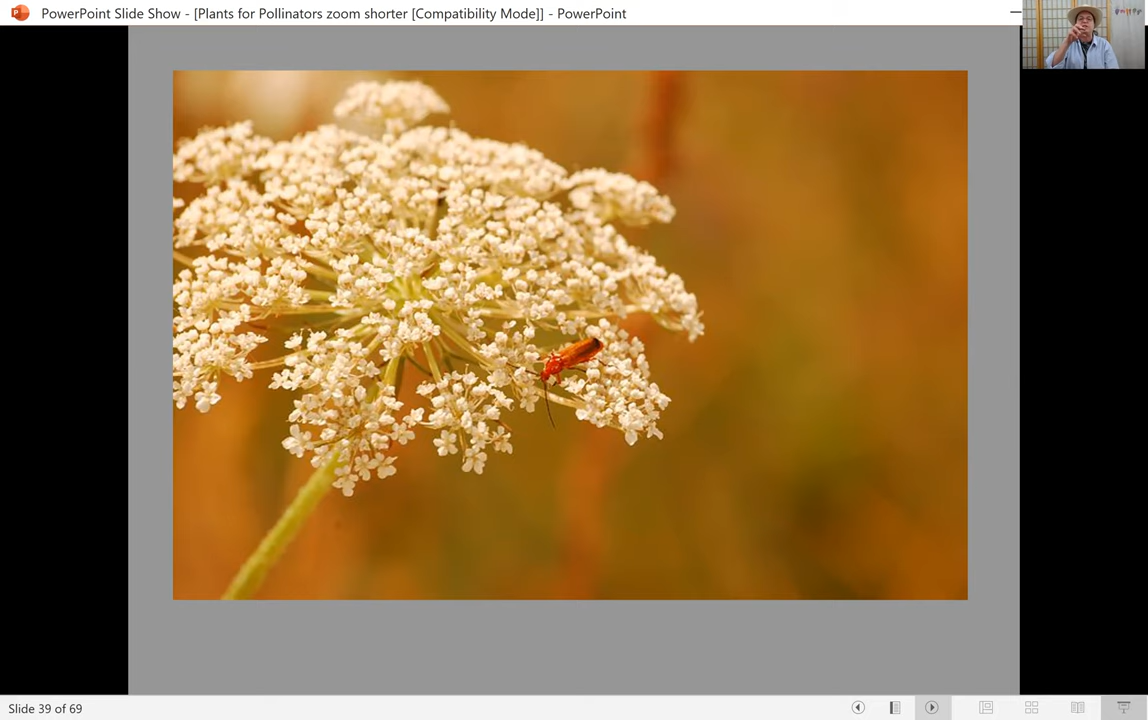 PowerPoint Slide Show - [Plants for Pollinators zoom shorter [Compatibility Mode]] - PowerPoint
Slide 39 of 69